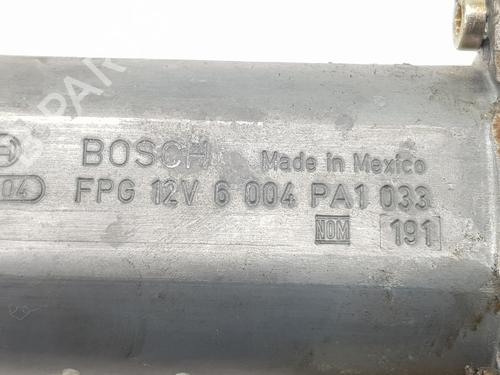 BOSCH Made in Mexico
04 FPG 12V 6 004 PA1 033
NOM 191